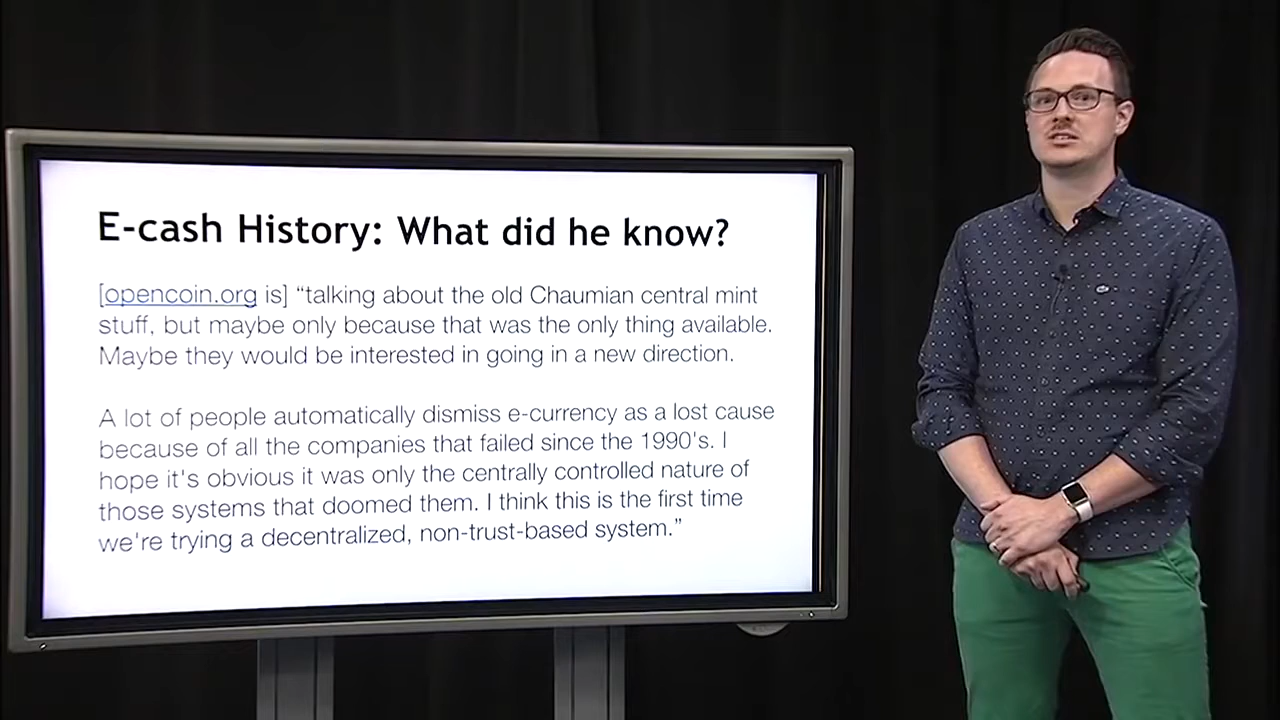 E-cash History: What did he know?
[opencoin.org is] “talking about the old Chaumian central mint
stuff, but maybe only because that was the only thing available.
Maybe they would be interested in going in a new direction.
A lot of people automatically dismiss e-currency as a lost cause
because of all the companies that failed since the 1990's. I
hope it's obvious it was only the centrally controlled nature of
those systems that doomed them. I think this is the first time
we're trying a decentralized, non-trust-based system.”